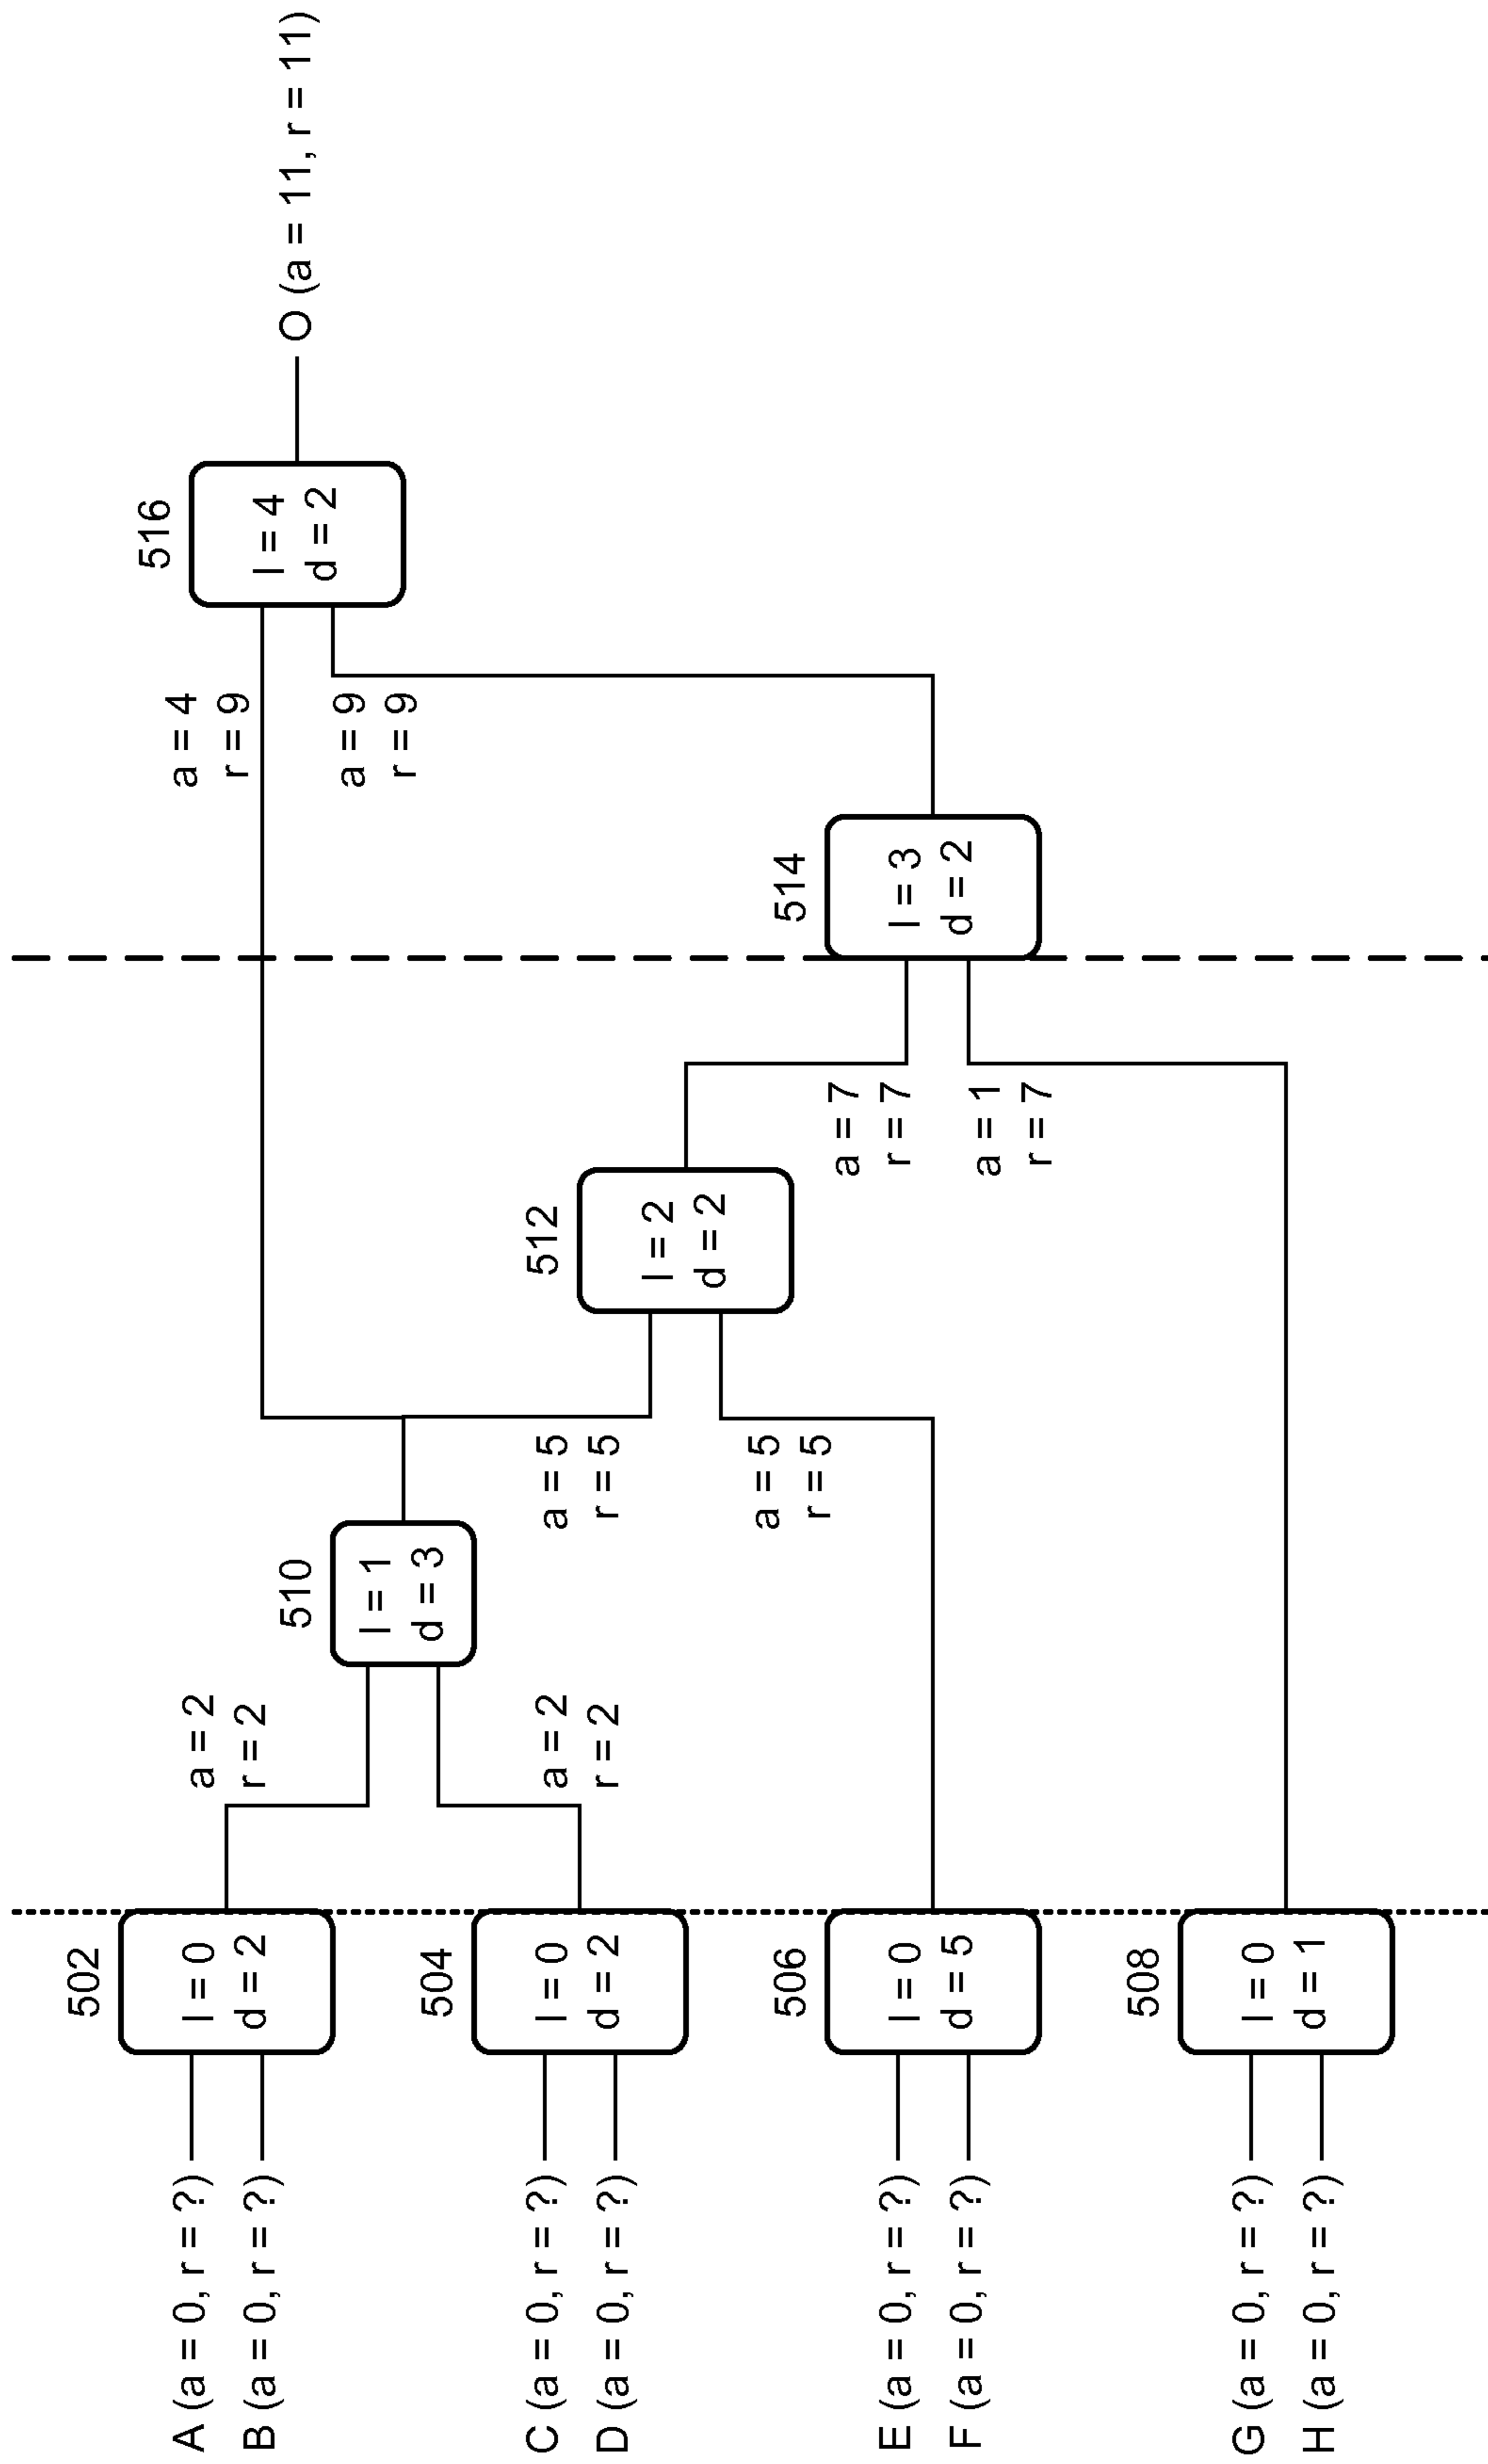 A (a = 0, r = ?)
B (a = 0, r = ?)
C (a = 0, r = ?)
D (a = 0, r = ?)
E (a = 0, r = ?)
F (a = 0, r = ?)
G (a = 0, r = ?)
H (a = 0, r = ?)
502
l = 0
d = 2
504
l = 0
d = 2
506
l = 0
d = 5
508
l = 0
d = 1
a = 2
r = 2
a = 2
r = 2
510
l = 1
d = 3
a = 5
r = 5
a = 5
r = 5
512
l = 2
d = 2
a = 7
r = 7
a = 1
r = 7
514
l = 3
d = 2
a = 4
r = 9
a = 9
r = 9
516
l = 4
d = 2
O (a = 11, r = 11)